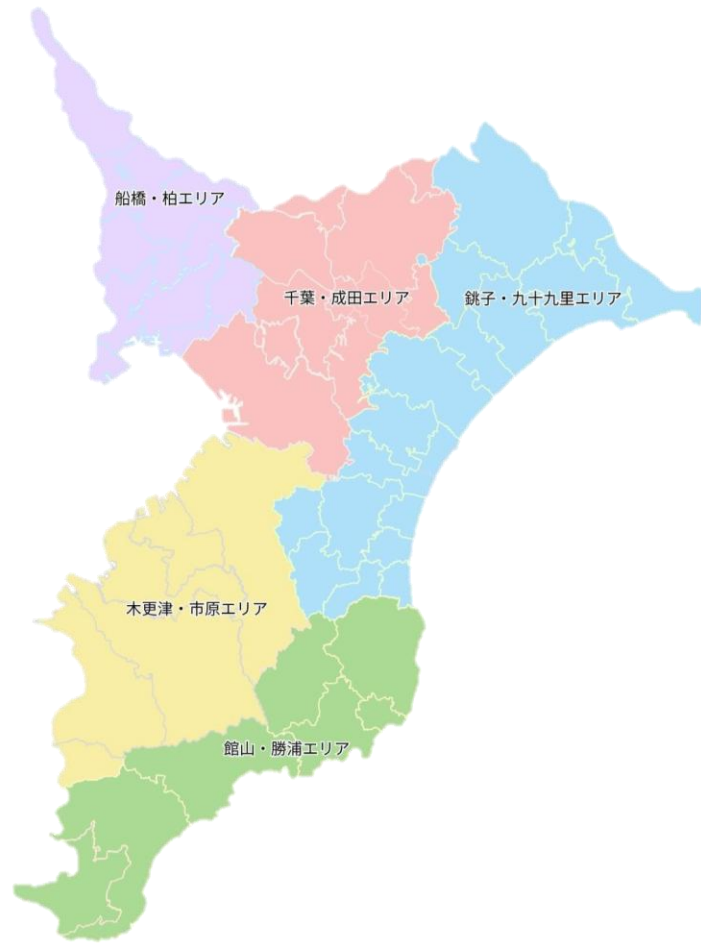 船橋・柏エリア
千葉・成田エリア
銚子・九十九里エリア
木更津・市原エリア
館山・勝浦エリア